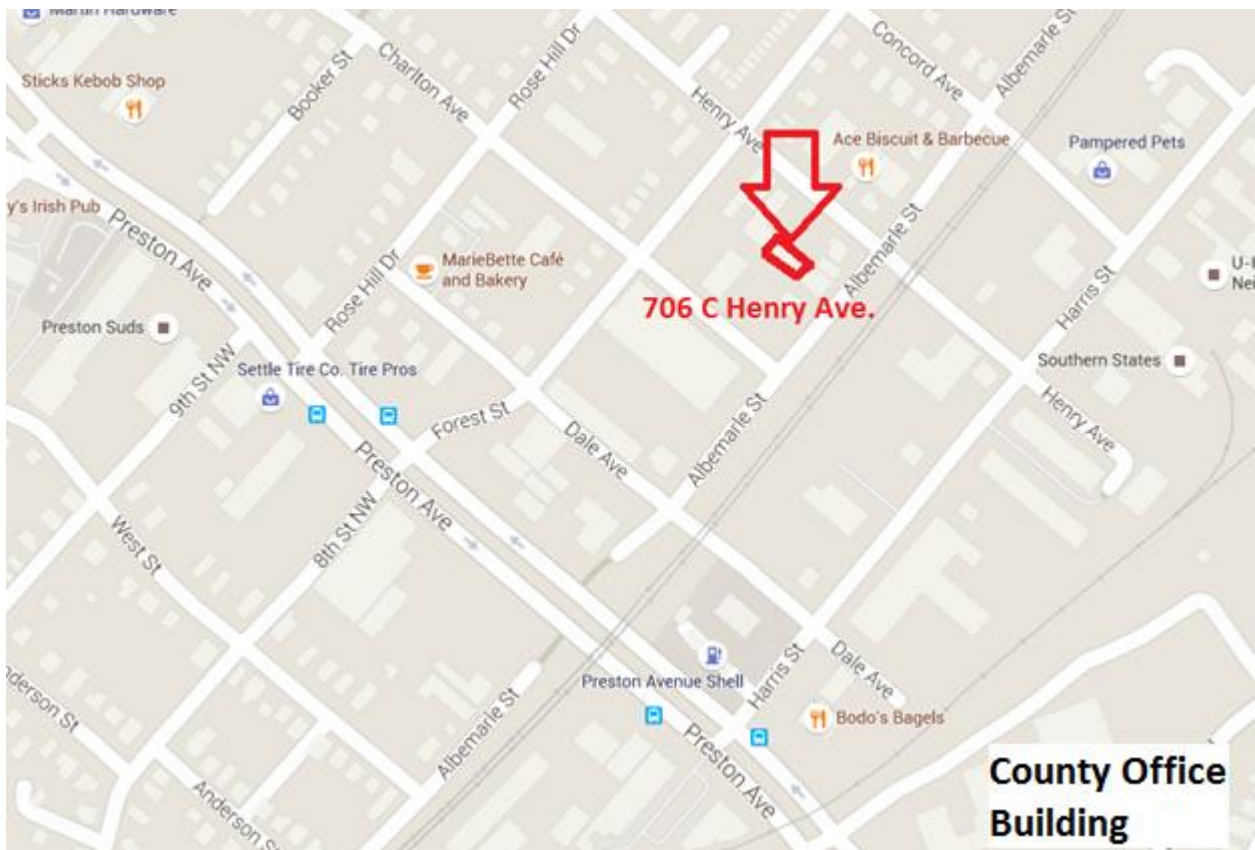 Martin Hardware
Sticks Kebob Shop
Booker St
Charlton Ave
Rose Hill Dr
Henry Ave
Concord Ave
Albemarle St
Ace Biscuit & Barbecue
Pampered Pets
y's Irish Pub
Preston Ave
Rose Hill Dr
MarieBette Café
and Bakery
706 C Henry Ave.
Albemarle St
Harris St
Preston Suds
9th St NW
Settle Tire Co. Tire Pros
Southern States
Henry Ave
Forest St
Dale Ave
Albemarle St
Preston Ave
West St
8th St NW
Preston Avenue Shell
Harris St
Dale Ave
Bodo's Bagels
Albemarle St
Preston Ave
Anderson St
County Office
Building